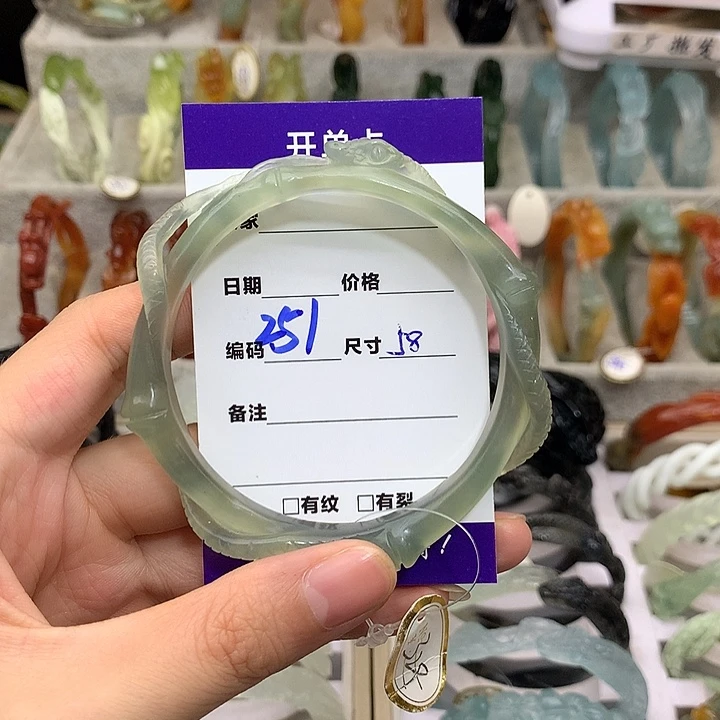 开单卡
家
日期 价格
编码 251 尺寸 58
备注
□有纹 □有裂